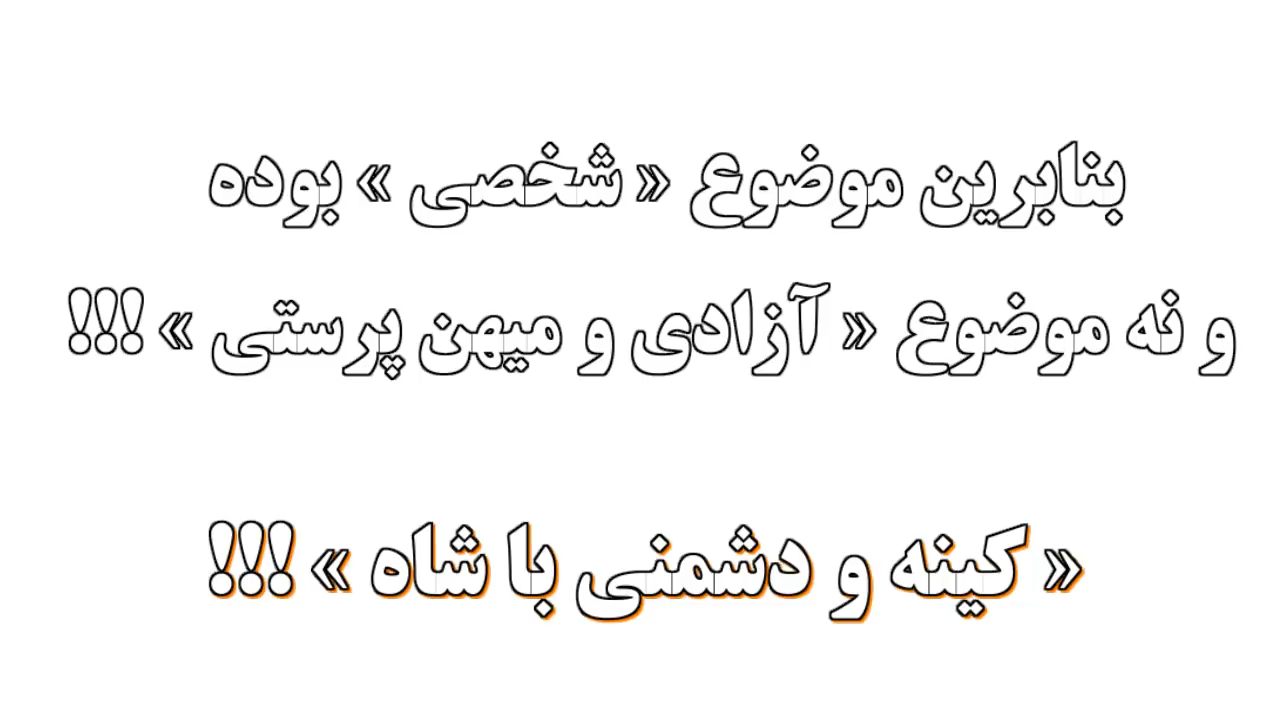 بنابرین موضوع « شخصی » بوده
و نه موضوع « آزادی و میهن پرستی » !!!
« کینه و دشمنی با شاه » !!!